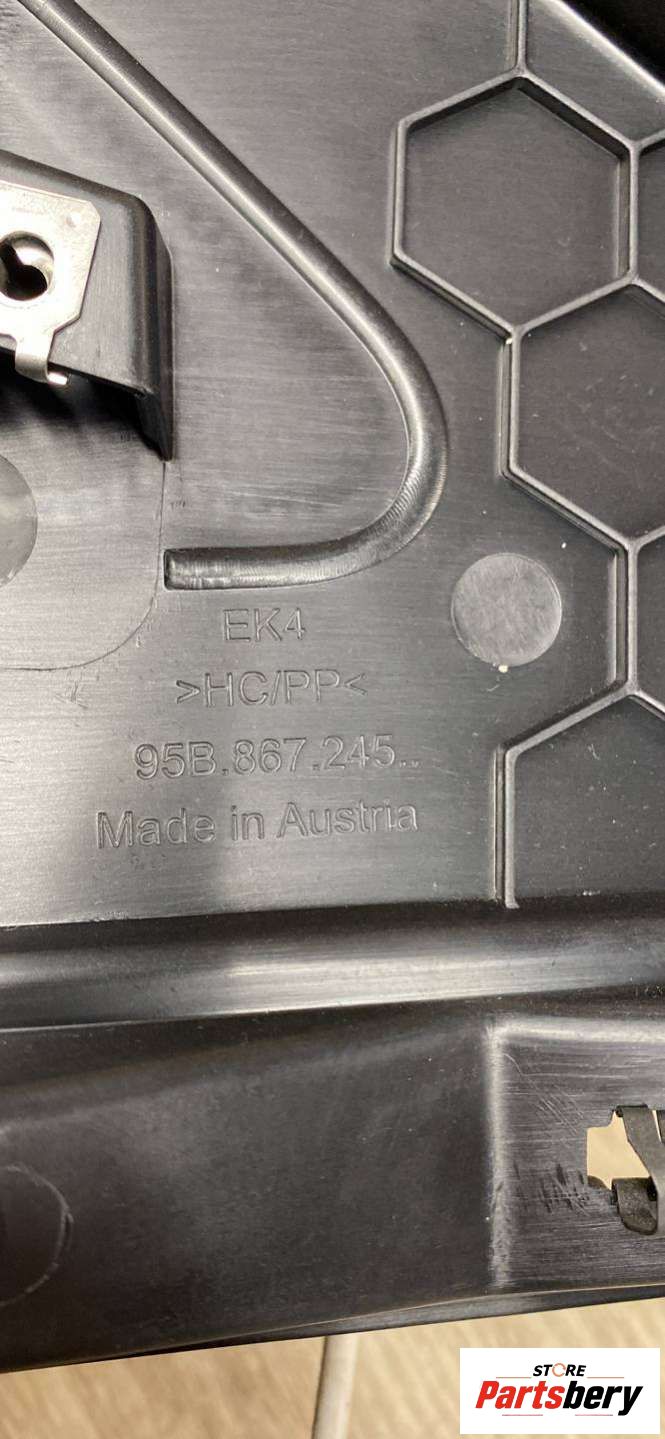 EK4
>HC/PP<
95B.867.245..
Made in Austria
STORE
Partsbery